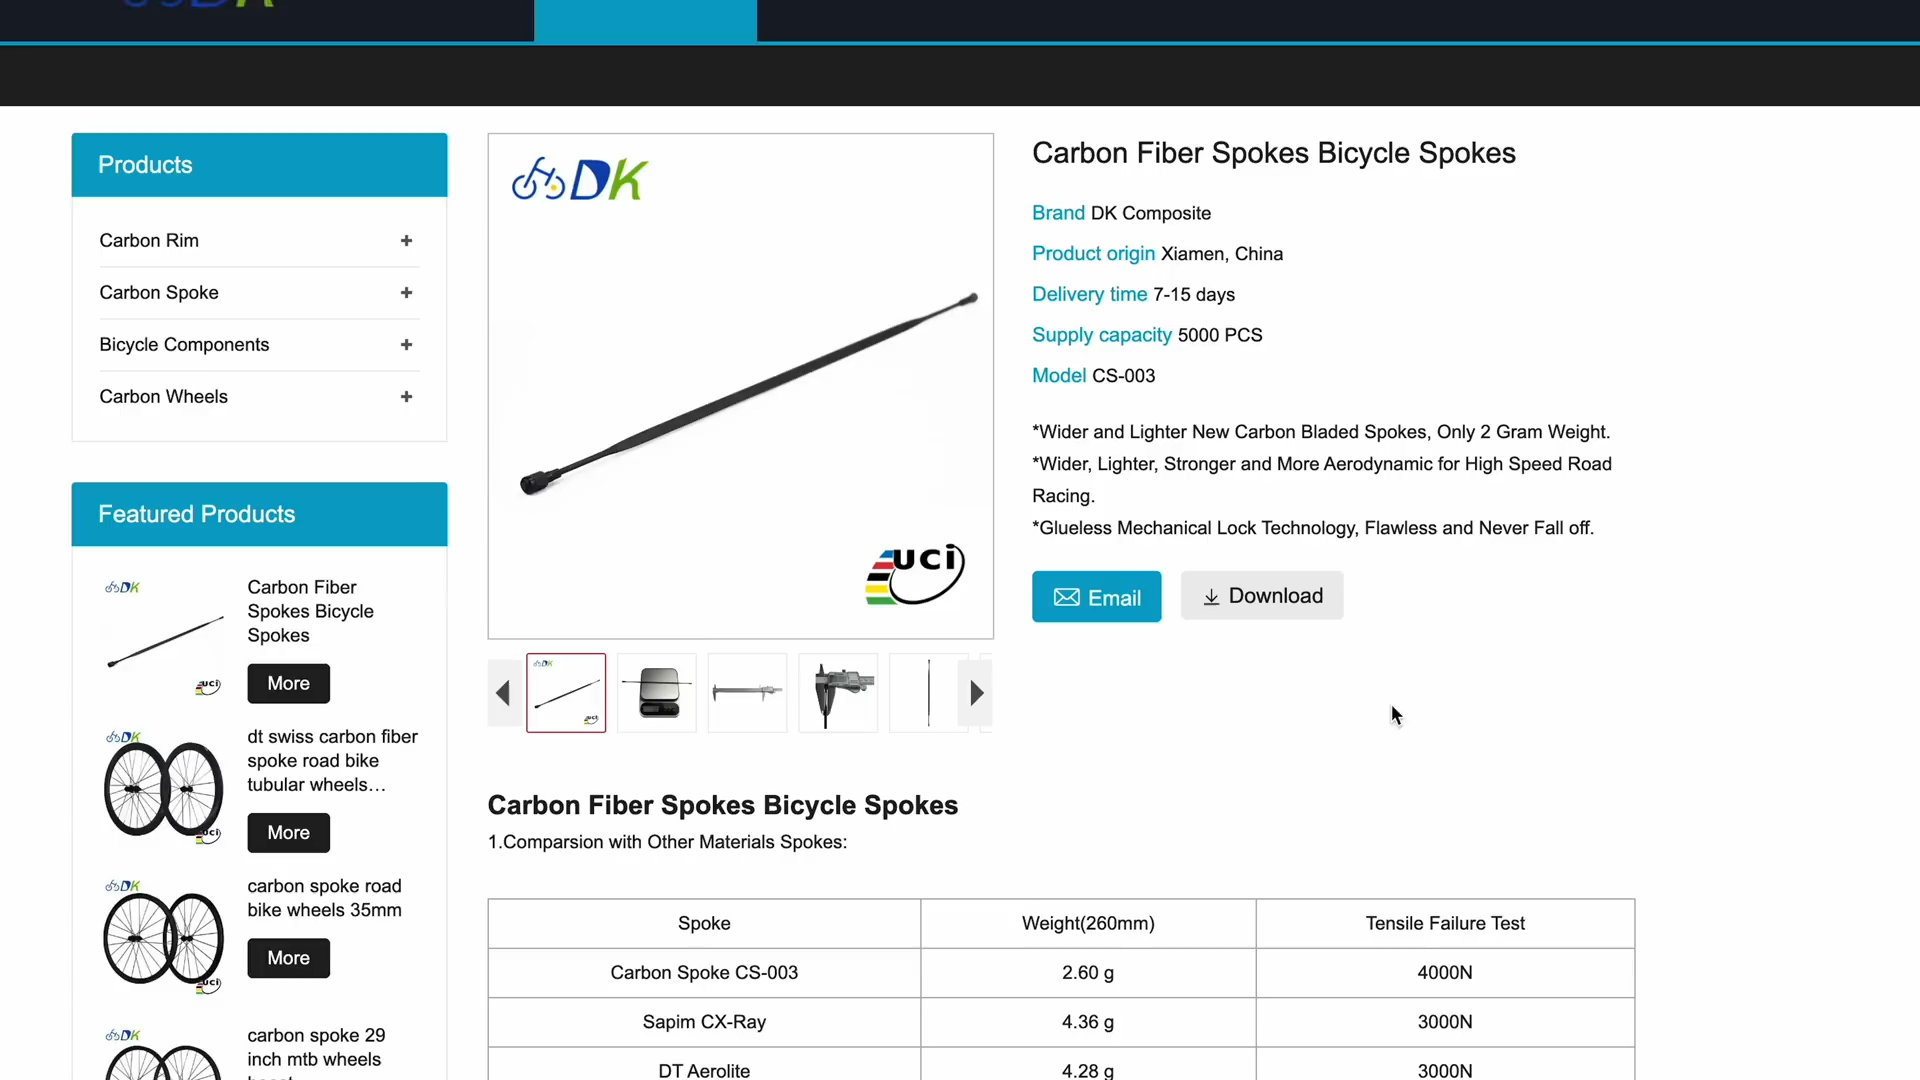 Products
Carbon Rim +
Carbon Spoke +
Bicycle Components +
Carbon Wheels +
Featured Products
DK
Carbon Fiber
Spokes Bicycle
Spokes
More
uci
DK
dt swiss carbon fiber
spoke road bike
tubular wheels…
More
uci
DK
carbon spoke road
bike wheels 35mm
More
uci
DK
carbon spoke 29
inch mtb wheels
DK
UCI
Carbon Fiber Spokes Bicycle Spokes
Brand DK Composite
Product origin Xiamen, China
Delivery time 7-15 days
Supply capacity 5000 PCS
Model CS-003
*Wider and Lighter New Carbon Bladed Spokes, Only 2 Gram Weight.
*Wider, Lighter, Stronger and More Aerodynamic for High Speed Road
Racing.
*Glueless Mechanical Lock Technology, Flawless and Never Fall off.
Email Download
Carbon Fiber Spokes Bicycle Spokes
1.Comparsion with Other Materials Spokes:
Spoke Weight(260mm) Tensile Failure Test
Carbon Spoke CS-003 2.60 g 4000N
Sapim CX-Ray 4.36 g 3000N
DT Aerolite 4.28 g 3000N